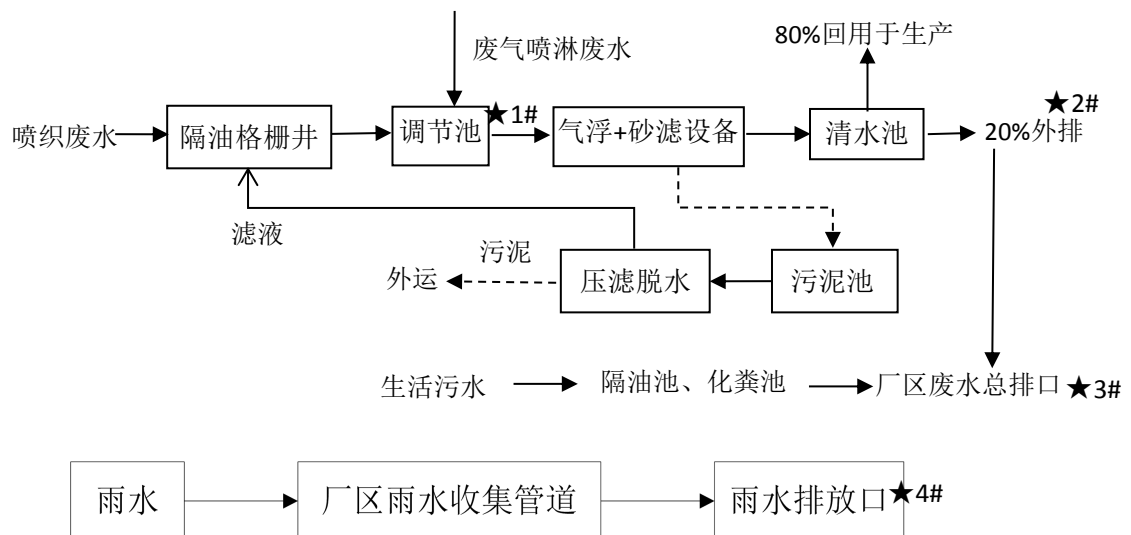 废气喷淋废水
80%回用于生产
★2#
★1#
喷织废水
隔油格栅井
调节池
气浮+砂滤设备
清水池
20%外排
滤液
污泥
外运
压滤脱水
污泥池
生活污水
隔油池、化粪池
厂区废水总排口★3#
雨水
厂区雨水收集管道
雨水排放口★4#